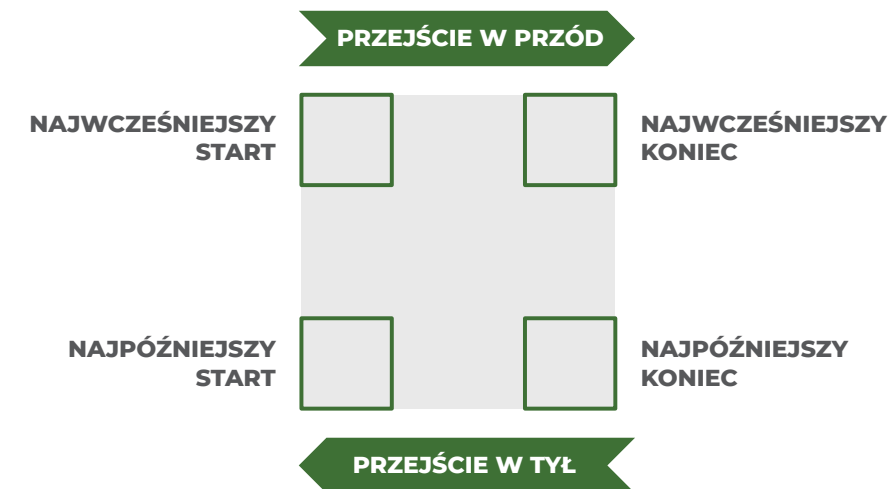 PRZEJŚCIE W PRZÓD
NAJWCZEŚNIEJSZY
START
NAJWCZEŚNIEJSZY
KONIEC
NAJPÓŹNIEJSZY
START
NAJPÓŹNIEJSZY
KONIEC
PRZEJŚCIE W TYŁ